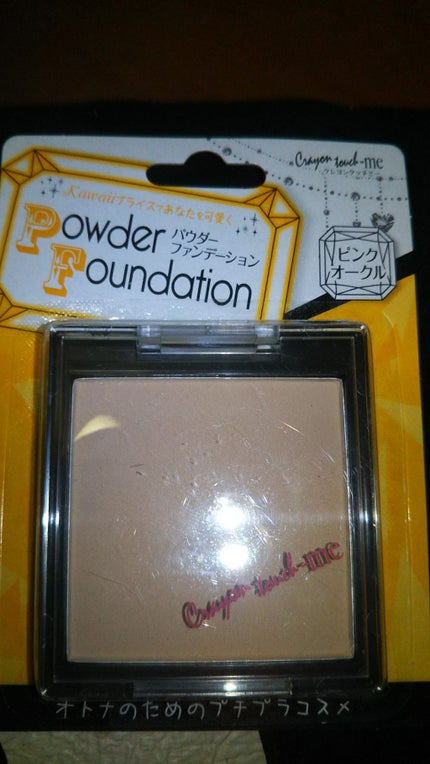 Crayon touch-me
クレヨンタッチミー
Kawaiiプライスであなたを可愛く
Powder
パウダー
ファンデーション
Foundation
ピンク
オークル
Crayon touch-me
オトナのためのプチプラコスメ